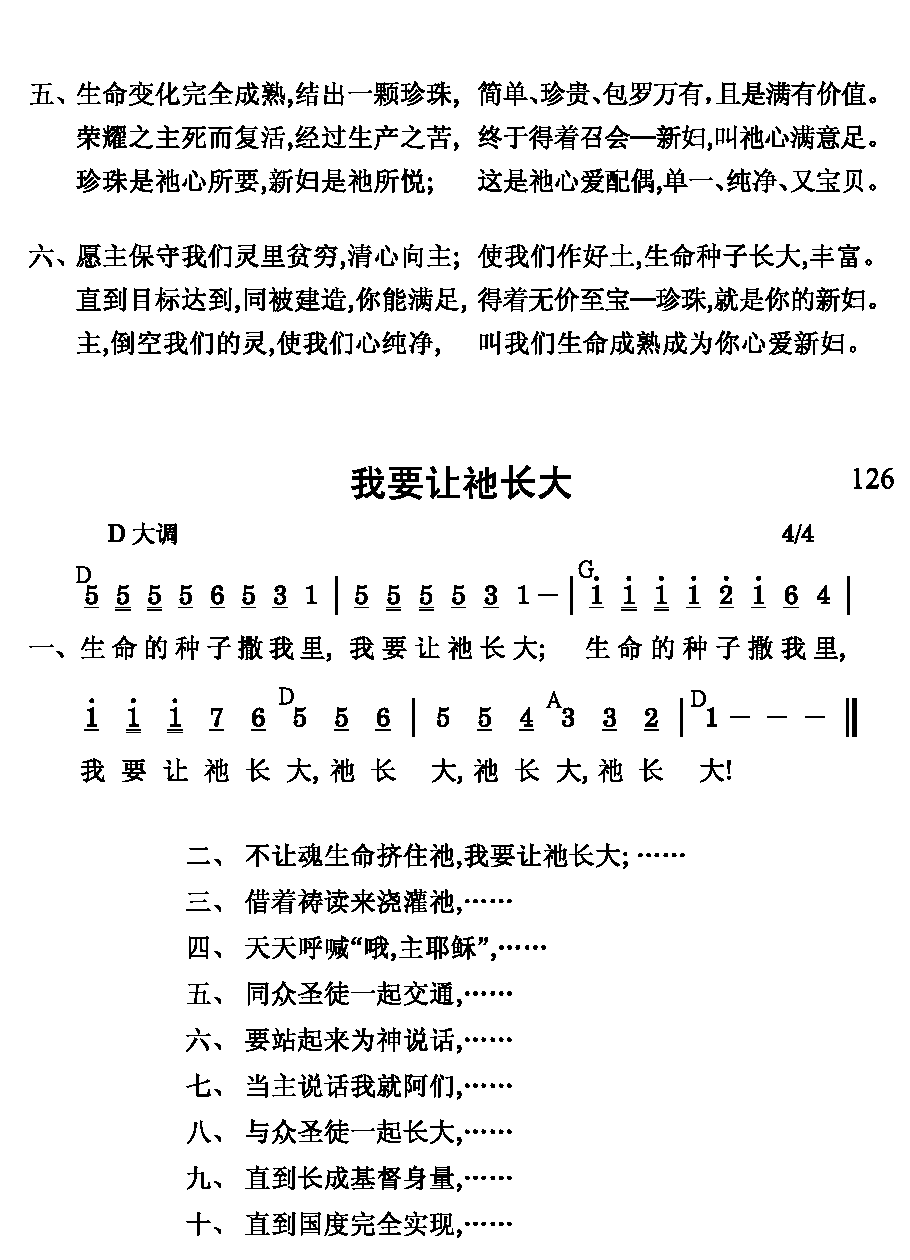 五、生命变化完全成熟,结出一颗珍珠, 简单、珍贵、包罗万有,且是满有价值。
荣耀之主死而复活,经过生产之苦, 终于得着召会—新妇,叫祂心满意足。
珍珠是祂心所要,新妇是祂所悦; 这是祂心爱配偶,单一、纯净、又宝贝。
六、愿主保守我们灵里贫穷,清心向主; 使我们作好土,生命种子长大,丰富。
直到目标达到,同被建造,你能满足, 得着无价至宝—珍珠,就是你的新妇。
主,倒空我们的灵,使我们心纯净, 叫我们生命成熟成为你心爱新妇。
我要让祂长大 126
D 大调 4/4
D G
5 5 5 5 6 5 3 1 | 5 5 5 5 3 1 – | i i i i 2̇ i 6 4 |
一、生命的种子撒我里, 我要让祂长大; 生命的种子撒我里,
D A D
i i i 7 6 5 5 6 | 5 5 4 3 3 2 | 1 – – – ‖
我要让祂长大,祂长 大,祂长大,祂长 大!
二、 不让魂生命挤住祂,我要让祂长大; ……
三、 借着祷读来浇灌祂,……
四、 天天呼喊“哦,主耶稣”,……
五、 同众圣徒一起交通,……
六、 要站起来为神说话,……
七、 当主说话我就阿们,……
八、 与众圣徒一起长大,……
九、 直到长成基督身量,……
十、 直到国度完全实现,……